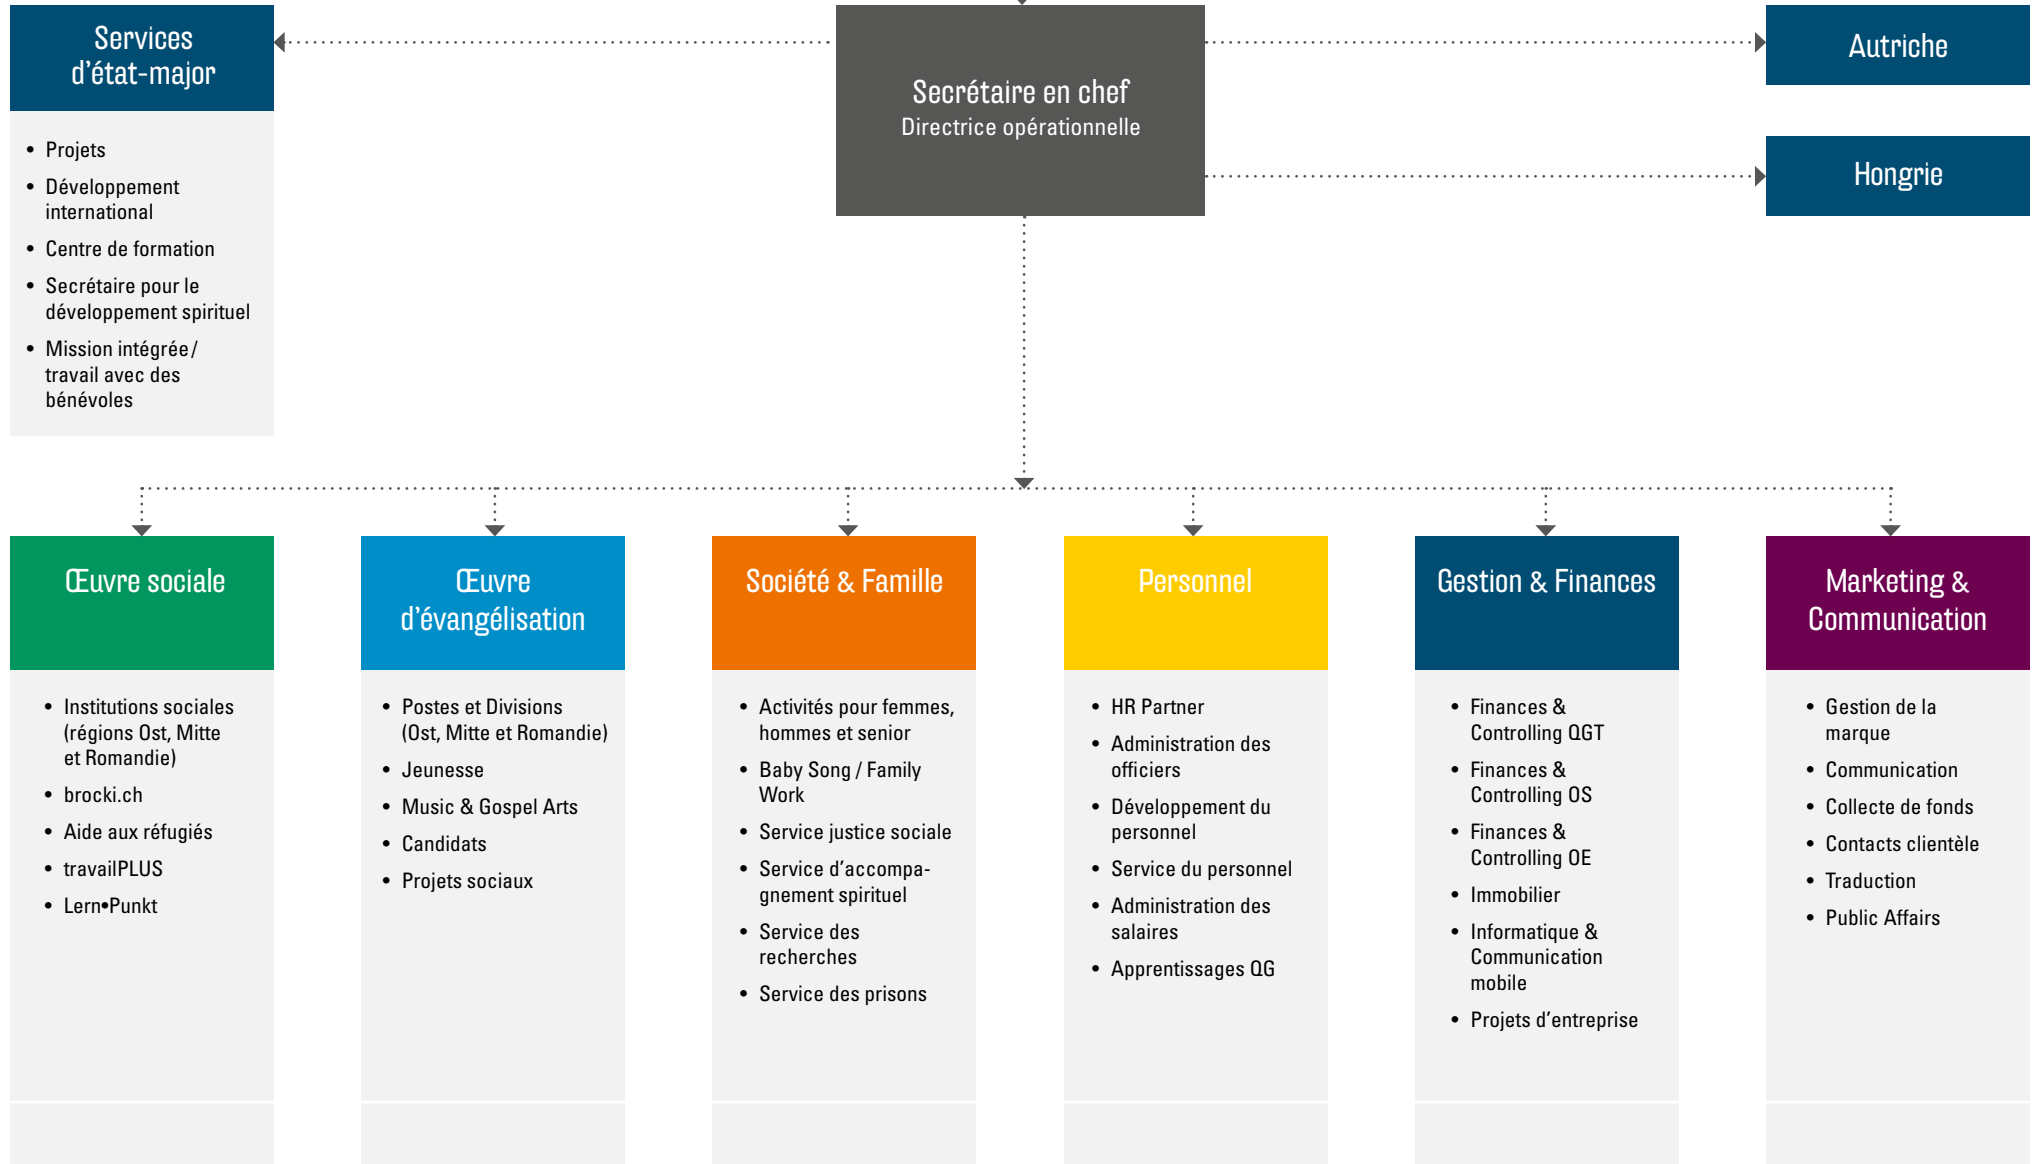 Services
d'état-major
• Projets
• Développement
international
• Centre de formation
• Secrétaire pour le
développement spirituel
• Mission intégrée/
travail avec des
bénévoles
Secrétaire en chef
Directrice opérationnelle
Autriche
Hongrie
Œuvre sociale
• Institutions sociales
(régions Ost, Mitte
et Romandie)
• brocki.ch
• Aide aux réfugiés
• travailPLUS
• Lern•Punkt
Œuvre
d'évangélisation
• Postes et Divisions
(Ost, Mitte et Romandie)
• Jeunesse
• Music & Gospel Arts
• Candidats
• Projets sociaux
Société & Famille
• Activités pour femmes,
hommes et senior
• Baby Song / Family
Work
• Service justice sociale
• Service d'accompa-
gnement spirituel
• Service des
recherches
• Service des prisons
Personnel
• HR Partner
• Administration des
officiers
• Développement du
personnel
• Service du personnel
• Administration des
salaires
• Apprentissages QG
Gestion & Finances
• Finances &
Controlling QGT
• Finances &
Controlling OS
• Finances &
Controlling OE
• Immobilier
• Informatique &
Communication
mobile
• Projets d'entreprise
Marketing &
Communication
• Gestion de la
marque
• Communication
• Collecte de fonds
• Contacts clientèle
• Traduction
• Public Affairs